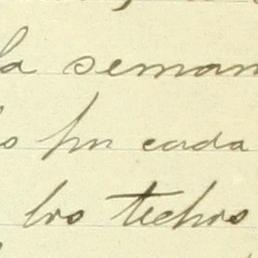 la seman
por cada
los techos